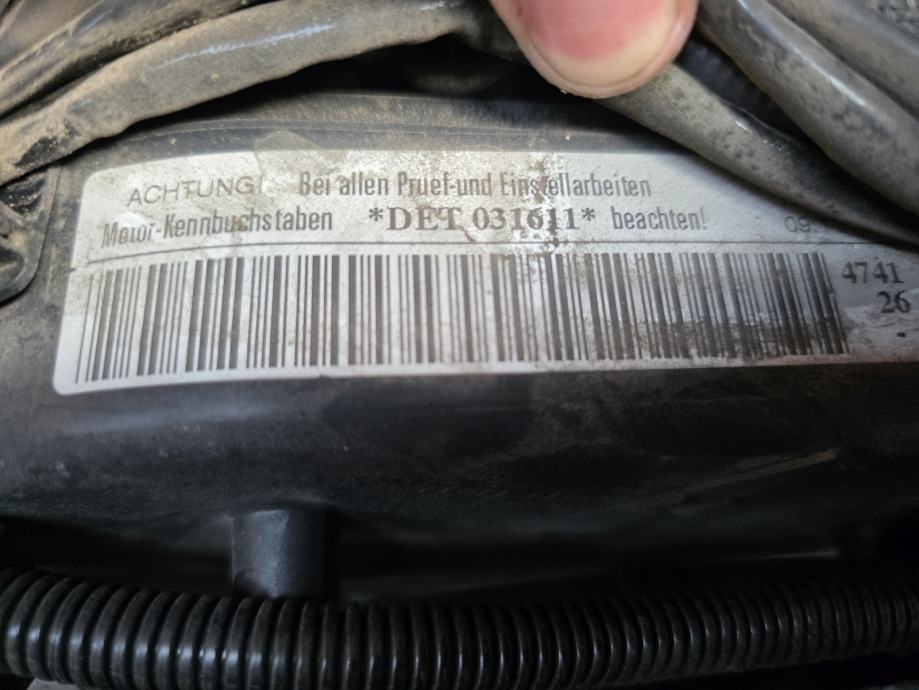 ACHTUNG! Bei allen Pruef-und Einstellarbeiten
Motor-Kennbuchstaben *DET 031611* beachten!
4741
26
-